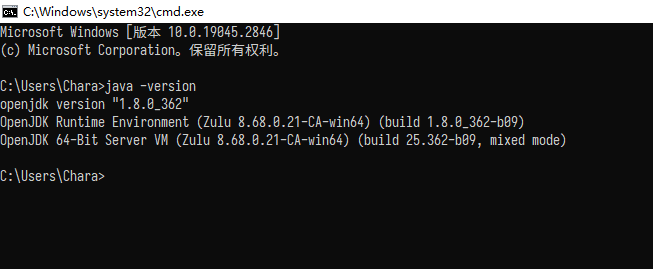 C:\Windows\system32\cmd.exe
Microsoft Windows [版本 10.0.19045.2846]
(c) Microsoft Corporation。保留所有权利。
C:\Users\Chara>java -version
openjdk version "1.8.0_362"
OpenJDK Runtime Environment (Zulu 8.68.0.21-CA-win64) (build 1.8.0_362-b09)
OpenJDK 64-Bit Server VM (Zulu 8.68.0.21-CA-win64) (build 25.362-b09, mixed mode)
C:\Users\Chara>